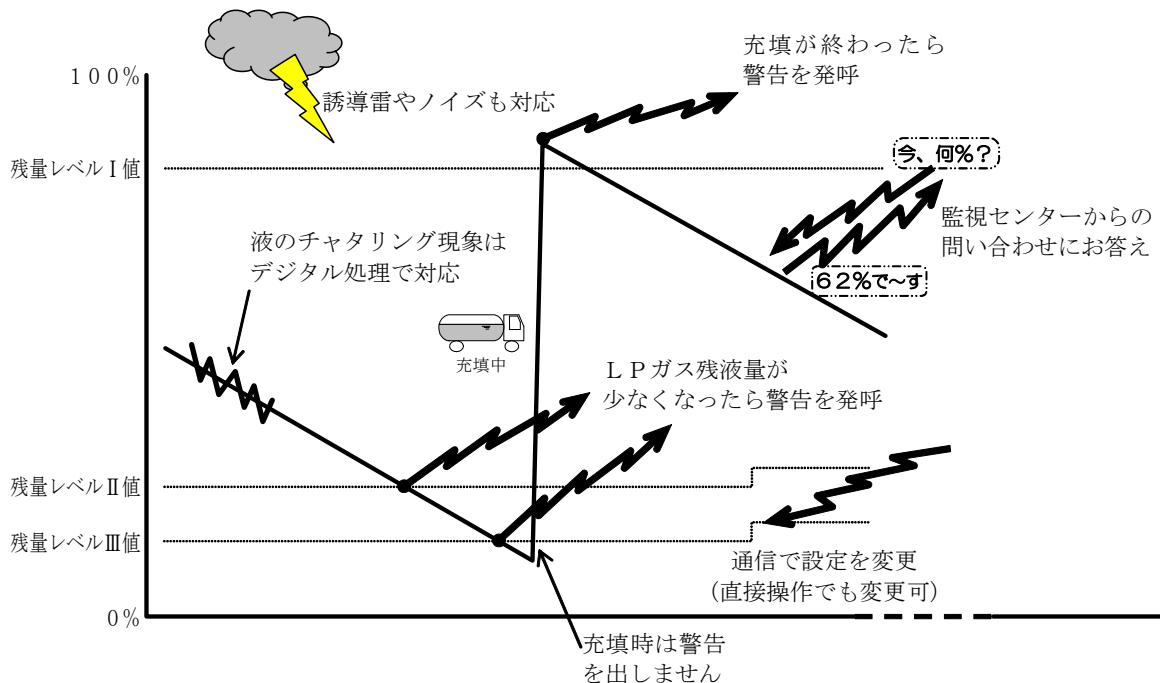 充填が終わったら
警告を発呼
１００%
誘導雷やノイズも対応
残量レベルⅠ値
今、何%？
監視センターからの
問い合わせにお答え
６２%で～す
液のチャタリング現象は
デジタル処理で対応
充填中
ＬＰガス残液量が
少なくなったら警告を発呼
残量レベルⅡ値
残量レベルⅢ値
通信で設定を変更
（直接操作でも変更可）
０%
充填時は警告
を出しません